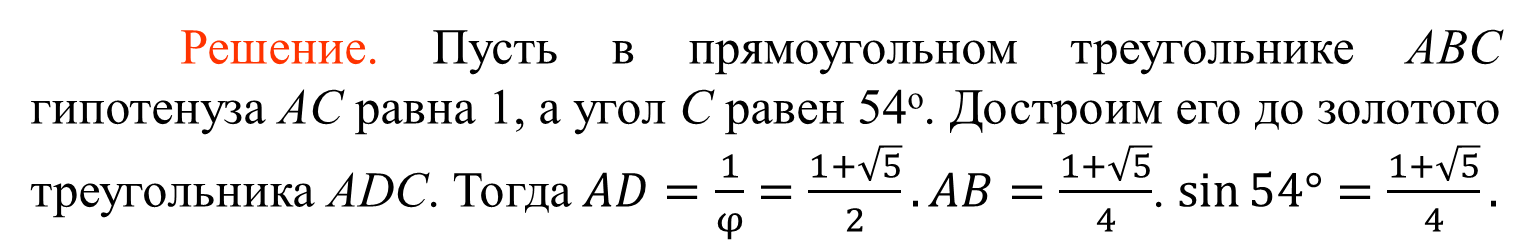 Решение. Пусть в прямоугольном треугольнике ABC
гипотенуза AC равна 1, а угол C равен 54°. Достроим его до золотого
треугольника ADC. Тогда AD = 1/φ = (1+√5)/2. AB = (1+√5)/4. sin 54° = (1+√5)/4.